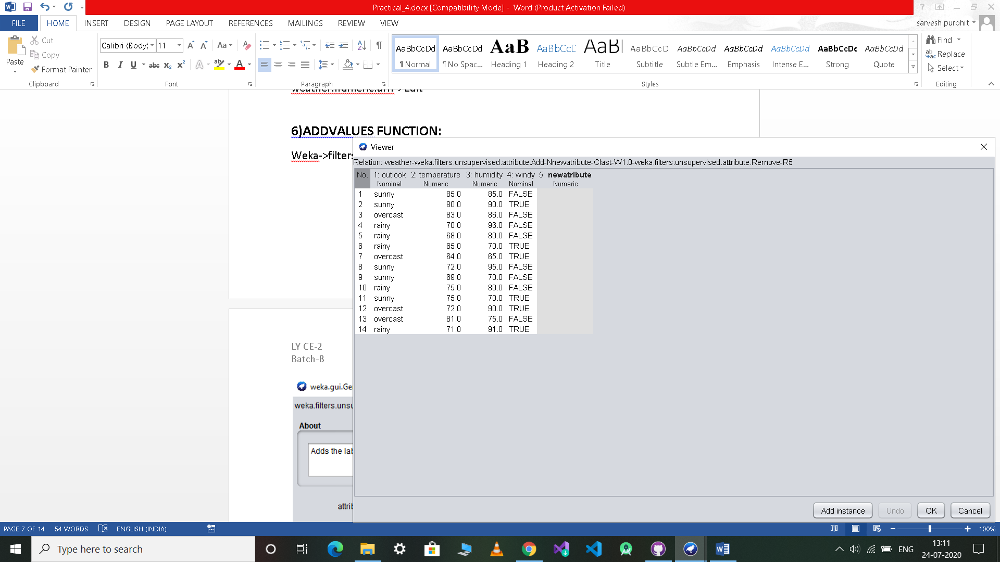 Practical_4.docx [Compatibility Mode] - Word (Product Activation Failed)
FILE HOME INSERT DESIGN PAGE LAYOUT REFERENCES MAILINGS REVIEW VIEW
sarvesh purohit
Paste
Cut
Copy
Format Painter
Clipboard
Calibri (Body) 11
Font
Paragraph
AaBbCcDd AaBbCcDd AaB AaBbCcD AaBl AaBbCcD AaBbCcDd AaBbCcDd AaBbCcDd AaBbCcDc AaBbCcDd
¶ Normal ¶ No Spac... Heading 1 Heading 2 Title Subtitle Subtle Em... Emphasis Intense E... Strong Quote
Styles
Find
Replace
Select
Editing
weather.numeric.arff->Edit
6)ADDVALUES FUNCTION:
Weka->filters
Viewer
Relation: weather-weka.filters.unsupervised.attribute.Add-Nnewatribute-Clast-W1.0-weka.filters.unsupervised.attribute.Remove-R5
No. 1: outlook 2: temperature 3: humidity 4: windy 5: newatribute
Nominal Numeric Numeric Nominal Numeric
1 sunny 85.0 85.0 FALSE
2 sunny 80.0 90.0 TRUE
3 overcast 83.0 86.0 FALSE
4 rainy 70.0 96.0 FALSE
5 rainy 68.0 80.0 FALSE
6 rainy 65.0 70.0 TRUE
7 overcast 64.0 65.0 TRUE
8 sunny 72.0 95.0 FALSE
9 sunny 69.0 70.0 FALSE
10 rainy 75.0 80.0 FALSE
11 sunny 75.0 70.0 TRUE
12 overcast 72.0 90.0 TRUE
13 overcast 81.0 75.0 FALSE
14 rainy 71.0 91.0 TRUE
Add instance Undo OK Cancel
LY CE-2
Batch-B
weka.gui.Ge
weka.filters.unsu
About
Adds the lab
attrib
PAGE 7 OF 14 54 WORDS ENGLISH (INDIA) 100%
Type here to search
ENG
13:11
24-07-2020